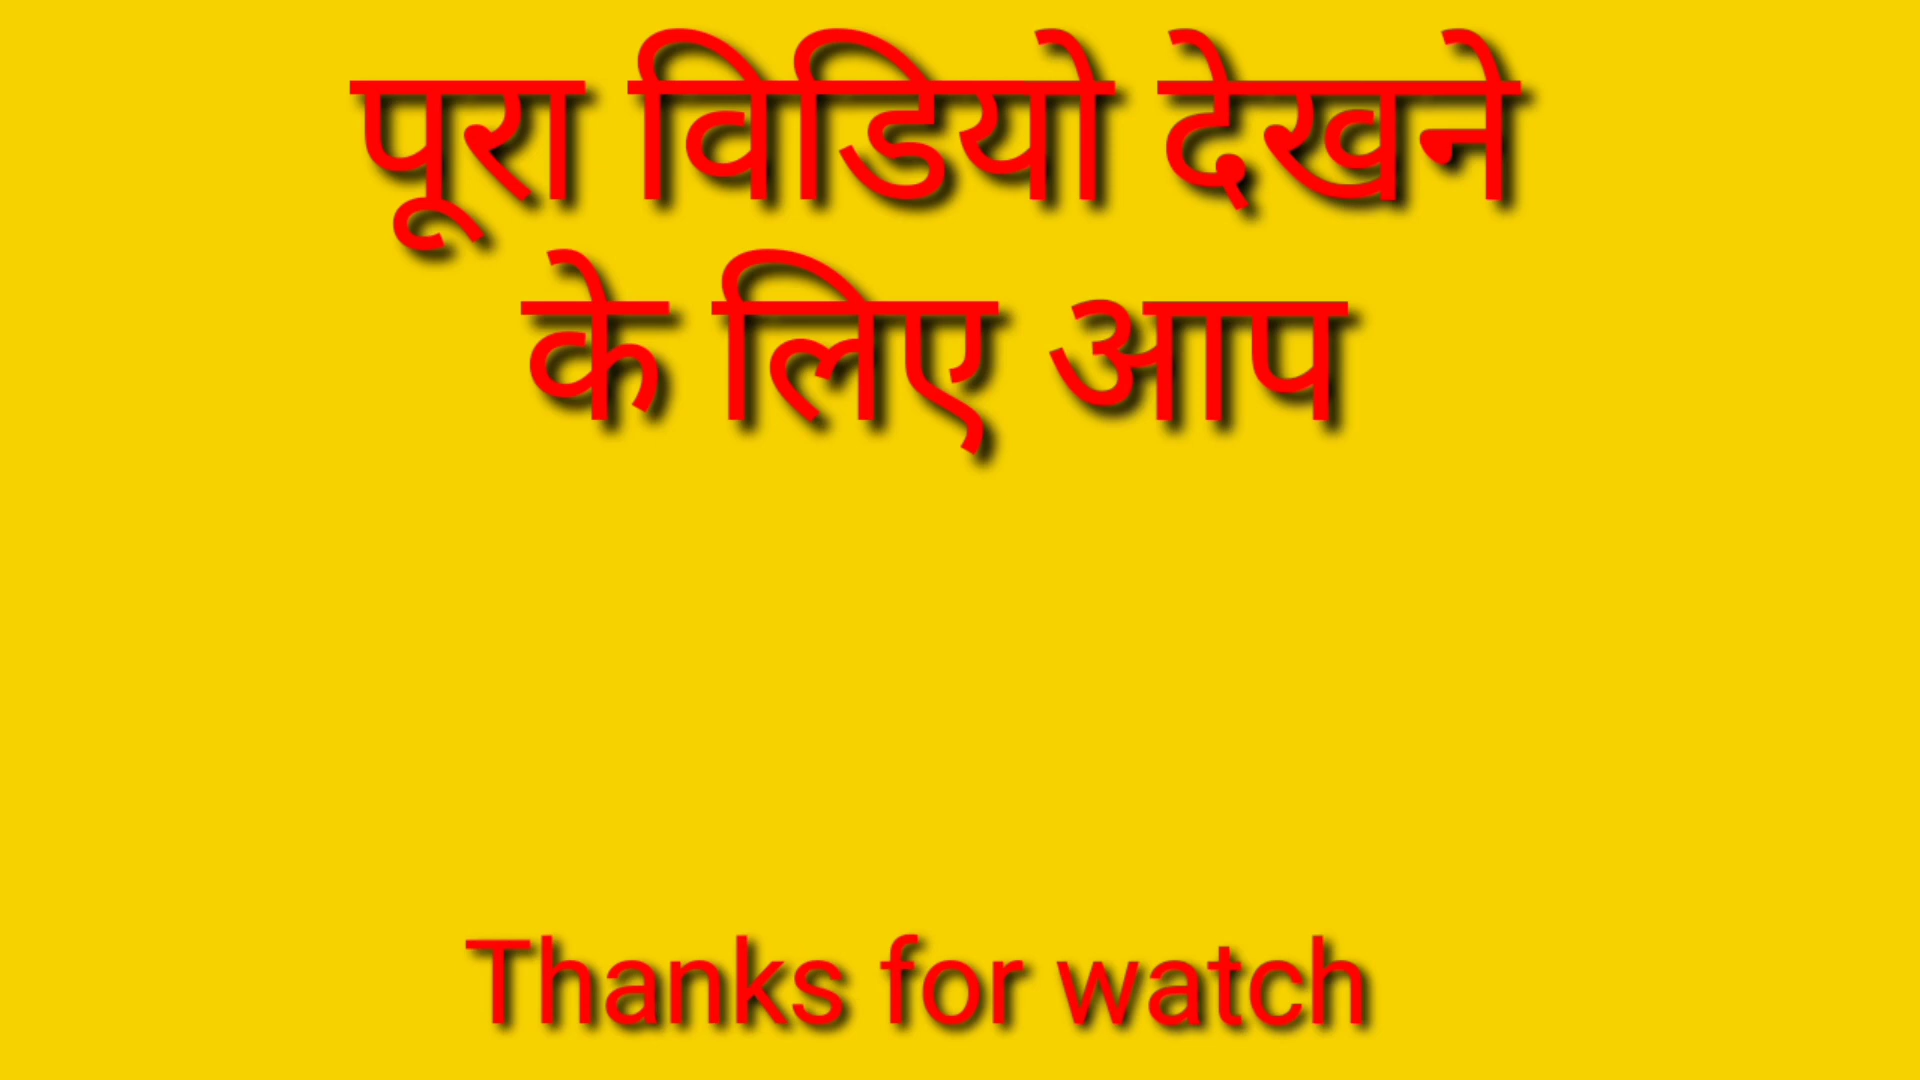 पूरा विडियो देखने
के लिए आप
Thanks for watch